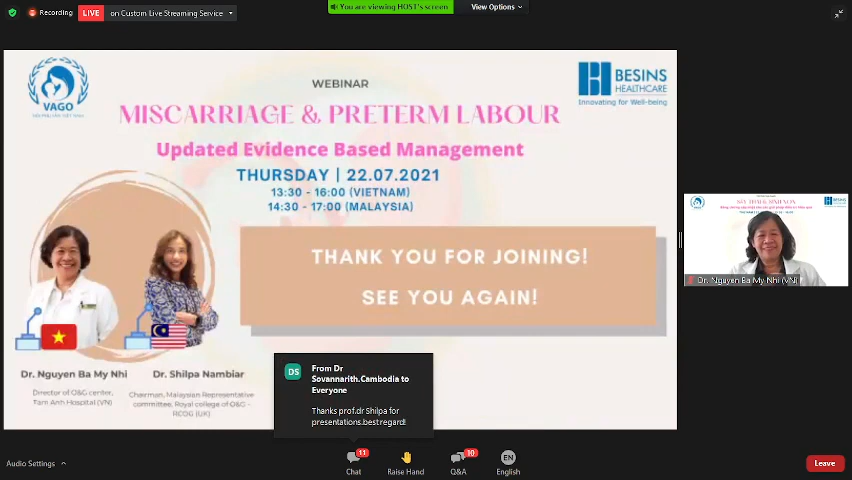 Recording
LIVE
on Custom Live Streaming Service
You are viewing HOST's screen
View Options
VAGO
WEBINAR
BESINS
HEALTHCARE
Innovating for Well-being
MISCARRIAGE & PRETERM LABOUR
Updated Evidence Based Management
THURSDAY | 22.07.2021
13:30 - 16:00 (VIETNAM)
14:30 - 17:00 (MALAYSIA)
THANK YOU FOR JOINING!
SEE YOU AGAIN!
Dr. Nguyen Ba My Nhi
Director of O&G center,
Tam Anh Hospital (VN)
Dr. Shilpa Nambiar
Chairman, Malaysian Representative
committee, Royal college of O&G -
RCOG (UK)
Dr. Nguyen Ba My Nhi (VN)
DS
From Dr
Sovannarith.Cambodia to
Everyone
Thanks prof.dr Shilpa for
presentations.best regard!
Audio Settings
11
Chat
Raise Hand
10
Q&A
EN
English
Leave